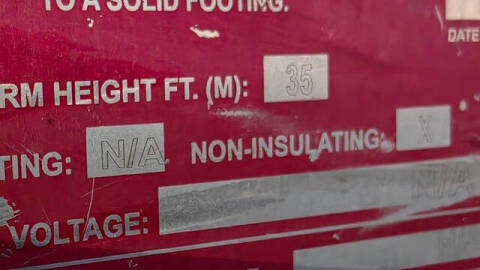 TO A SOLID FOOTING.
DATE
RM HEIGHT FT. (M): 35
TING: N/A NON-INSULATING: X
VOLTAGE: N/A
N/A